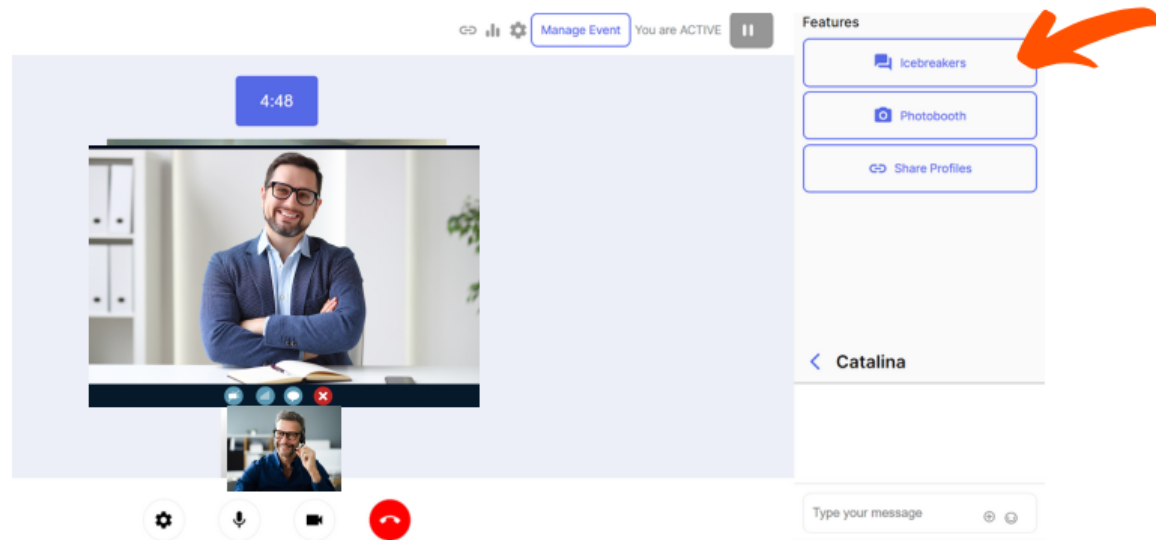 Manage Event You are ACTIVE
4:48
Features
Icebreakers
Photobooth
Share Profiles
Catalina
Type your message